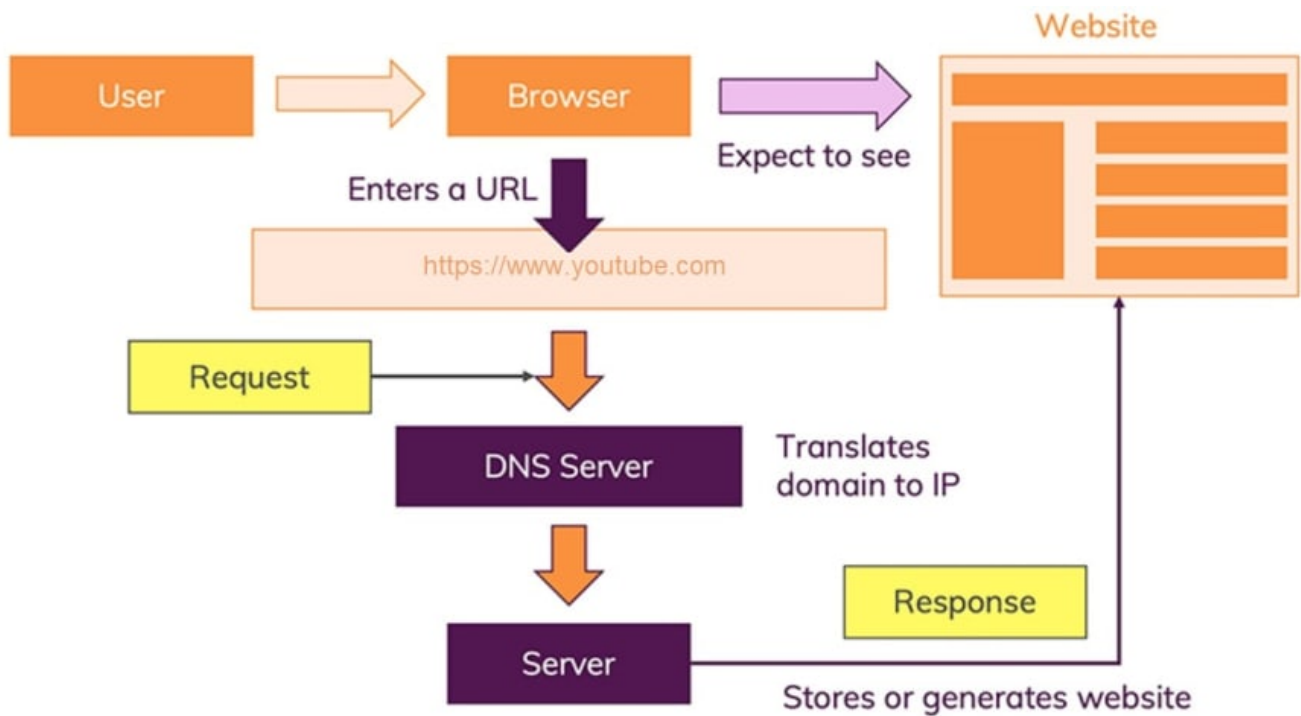 Website
User
Browser
Expect to see
Enters a URL
https://www.youtube.com
Request
DNS Server
Translates
domain to IP
Response
Server
Stores or generates website